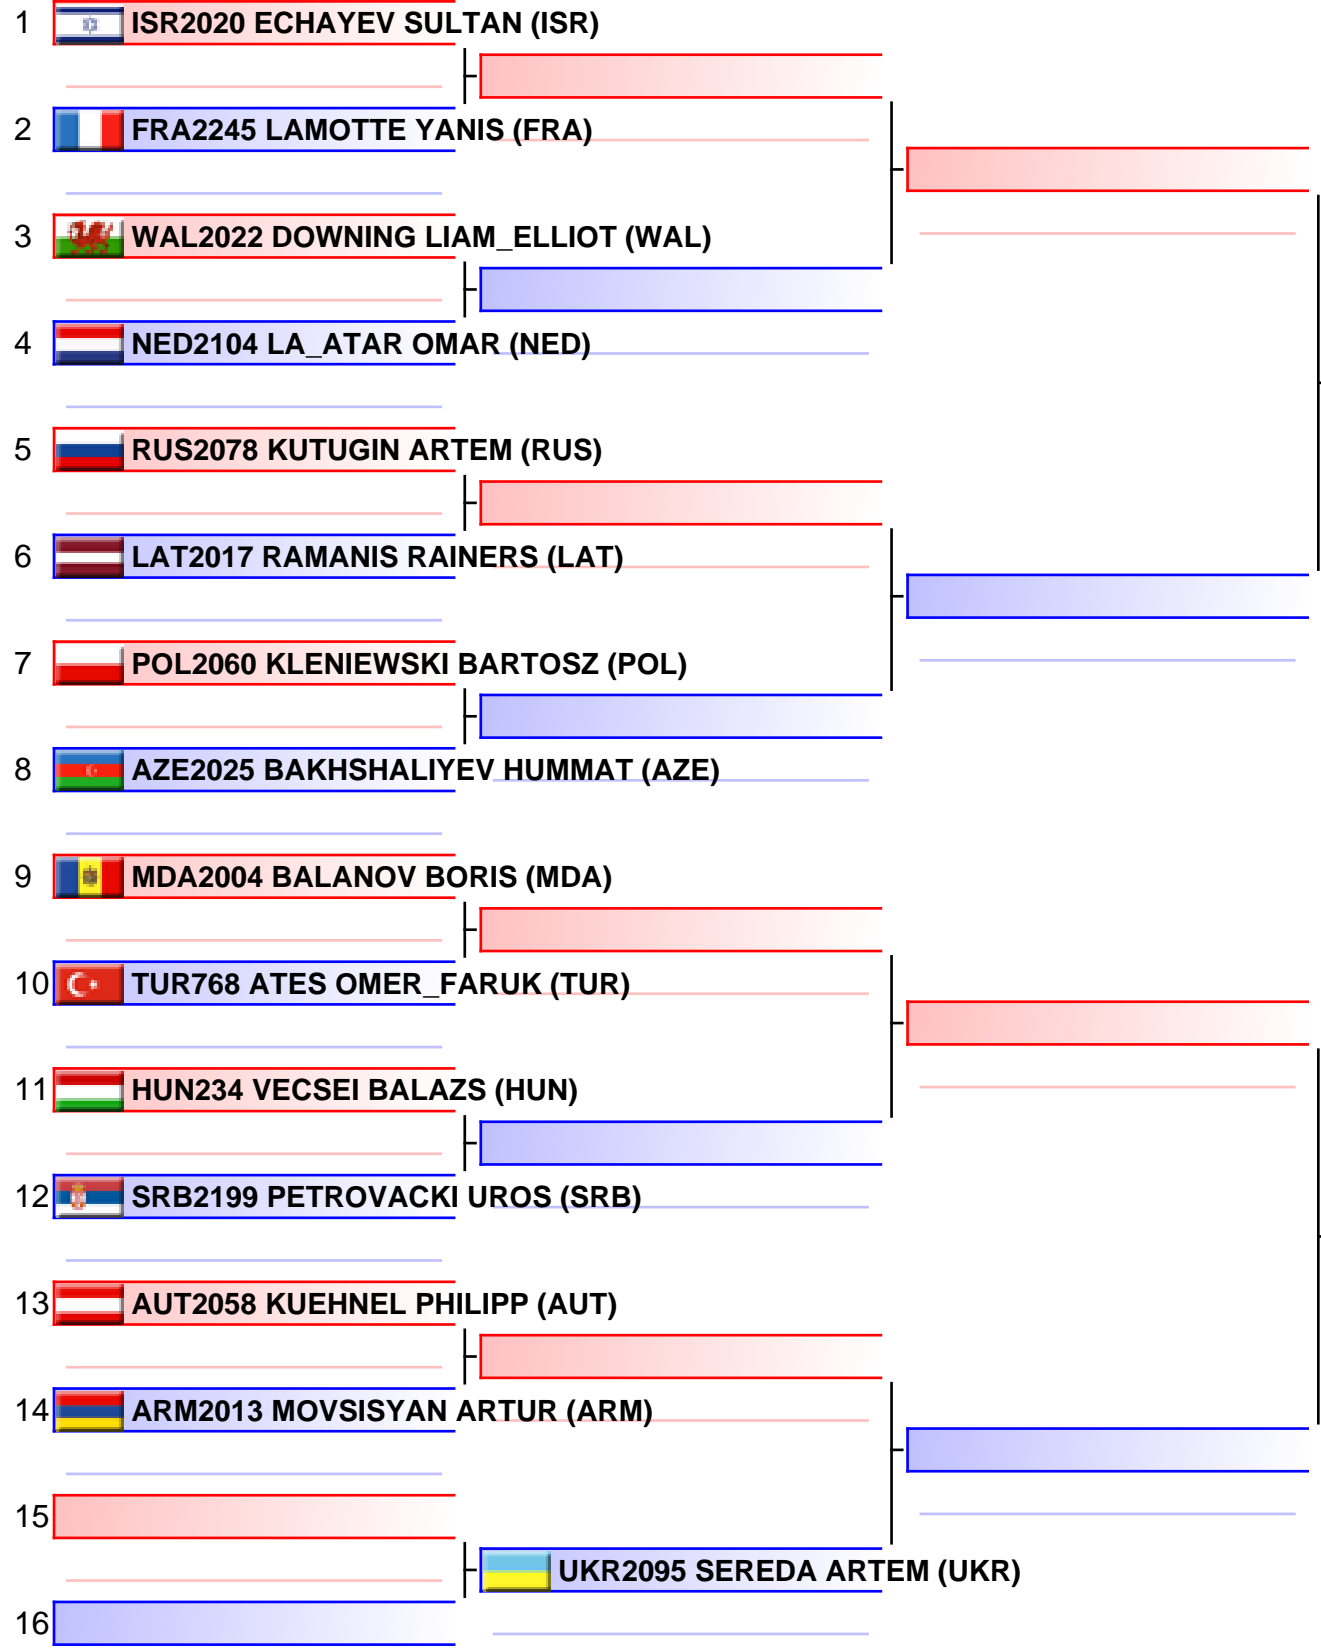 1 ISR2020 ECHAYEV SULTAN (ISR)
2 FRA2245 LAMOTTE YANIS (FRA)
3 WAL2022 DOWNING LIAM_ELLIOT (WAL)
4 NED2104 LA_ATAR OMAR (NED)
5 RUS2078 KUTUGIN ARTEM (RUS)
6 LAT2017 RAMANIS RAINERS (LAT)
7 POL2060 KLENIEWSKI BARTOSZ (POL)
8 AZE2025 BAKHSHALIYEV HUMMAT (AZE)
9 MDA2004 BALANOV BORIS (MDA)
10 TUR768 ATES OMER_FARUK (TUR)
11 HUN234 VECSEI BALAZS (HUN)
12 SRB2199 PETROVACKI UROS (SRB)
13 AUT2058 KUEHNEL PHILIPP (AUT)
14 ARM2013 MOVSISYAN ARTUR (ARM)
15
UKR2095 SEREDA ARTEM (UKR)
16